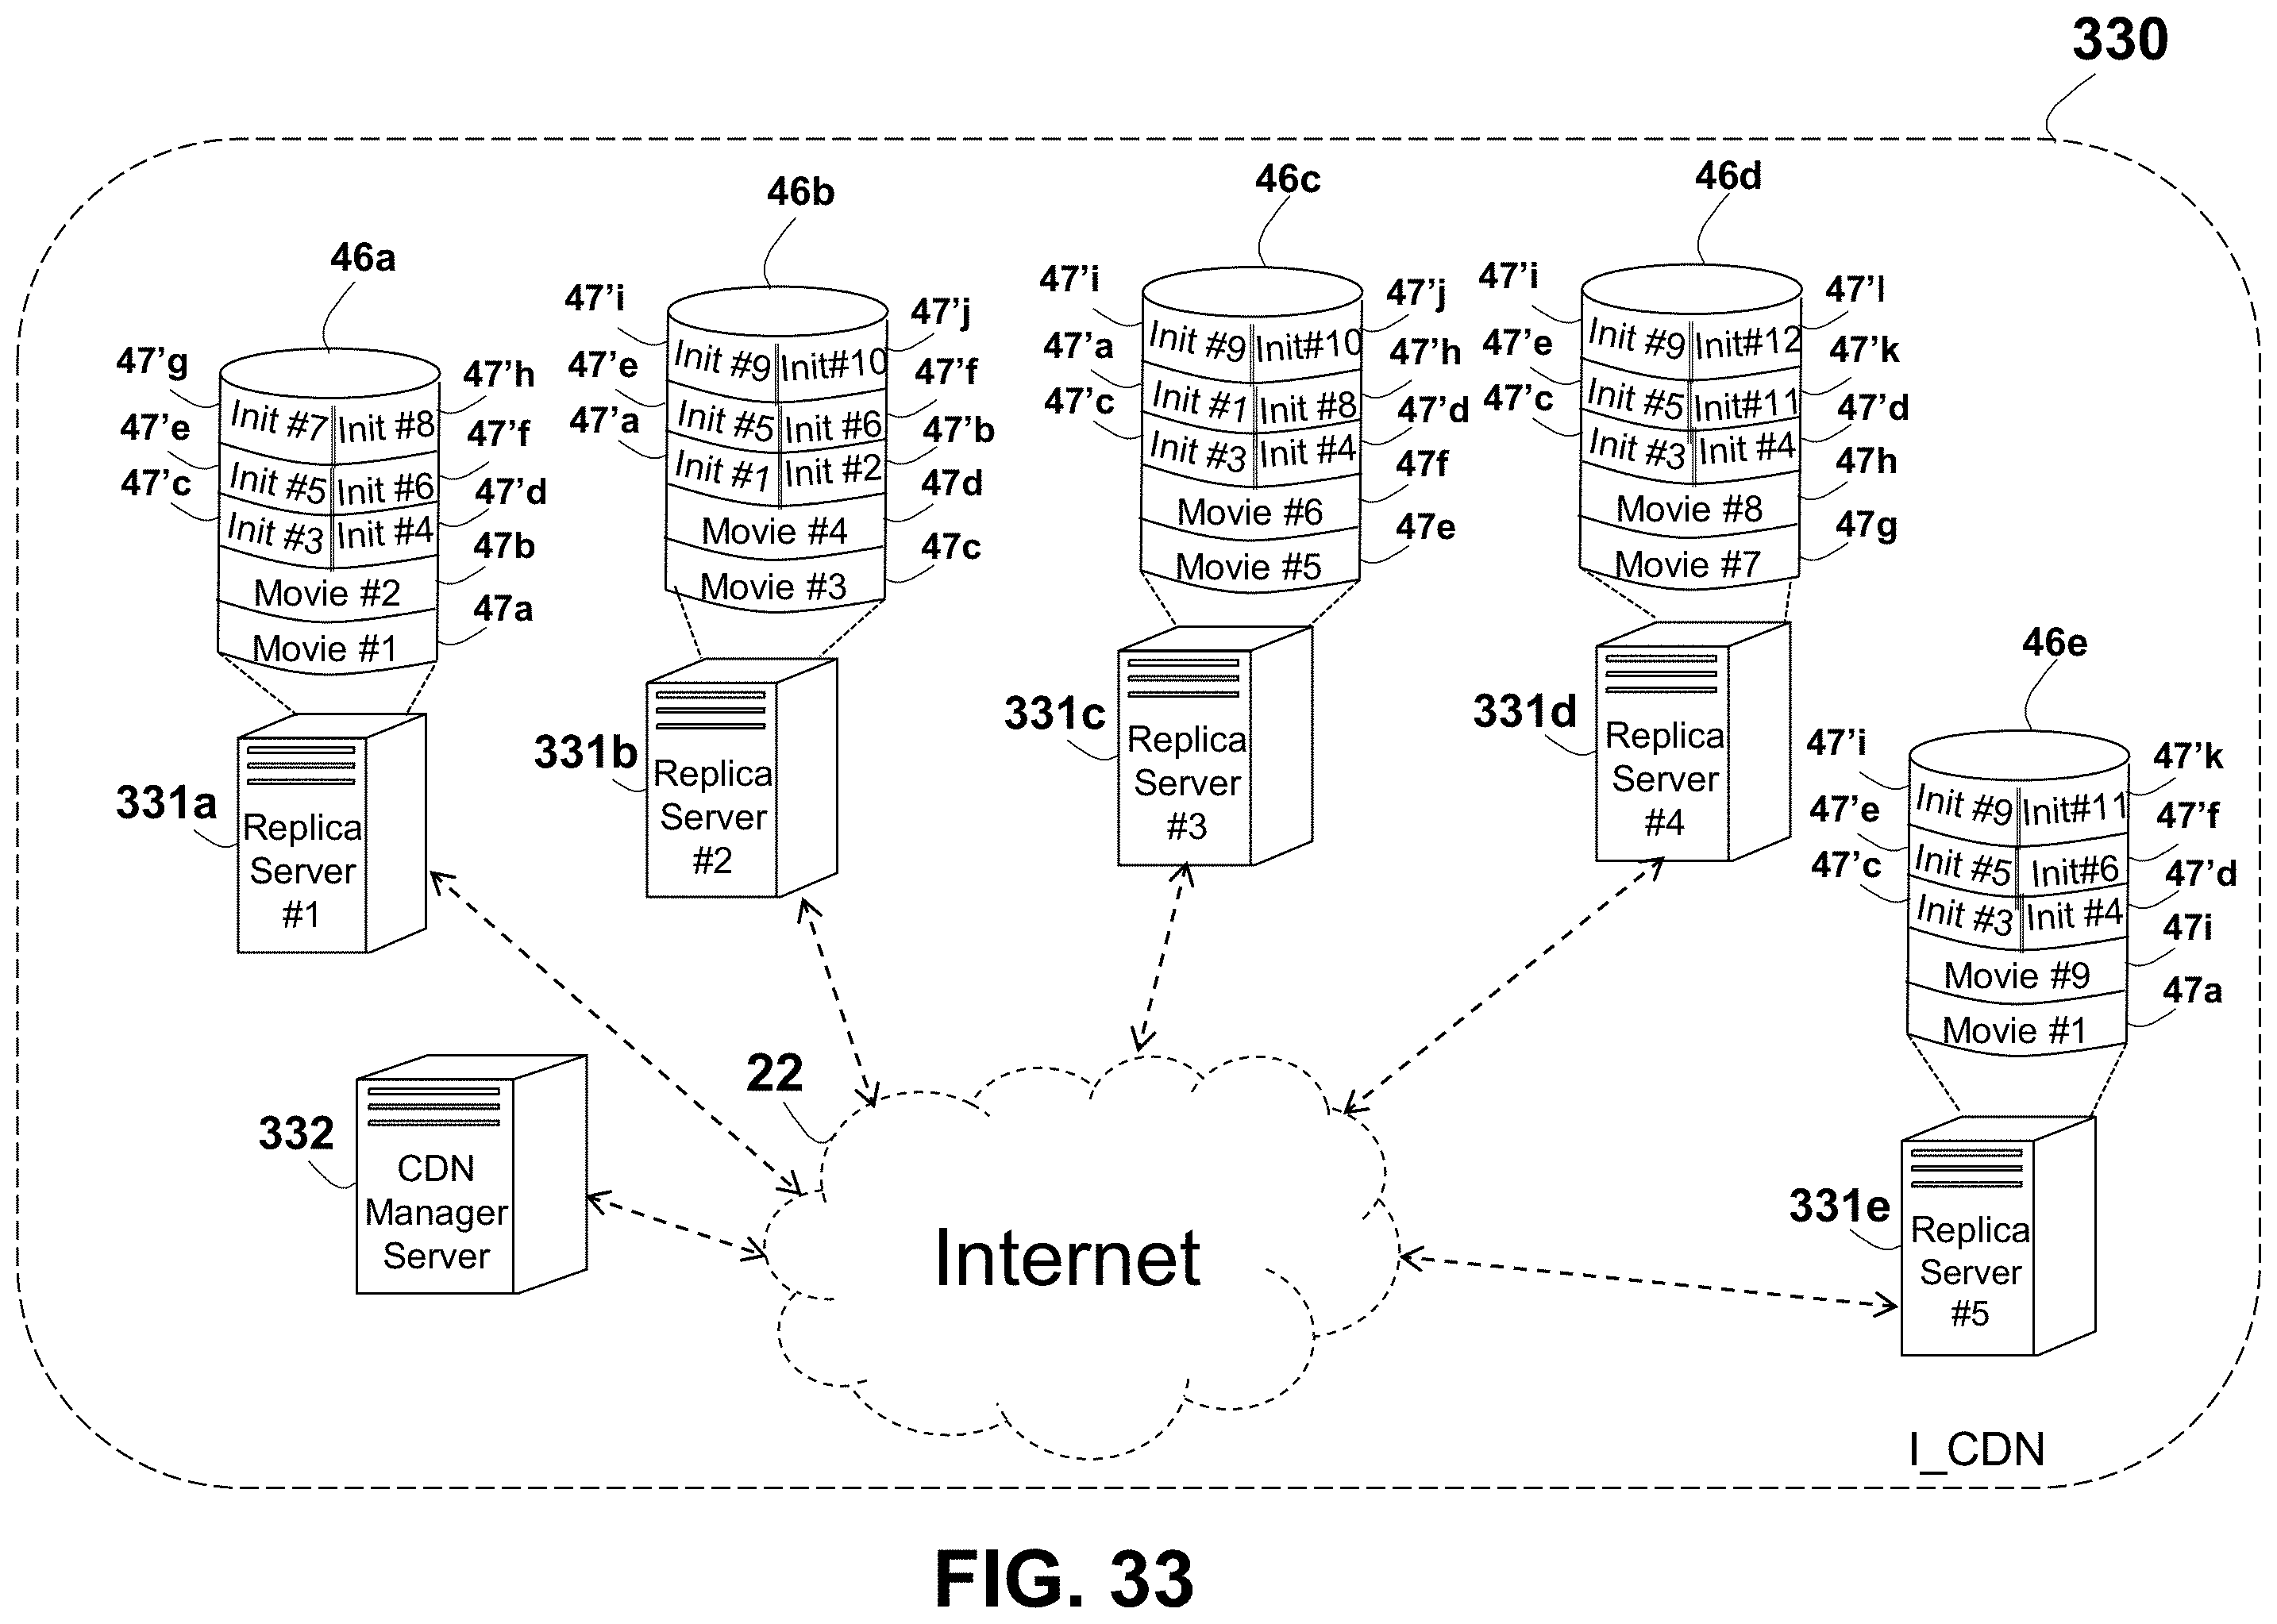 330
46a
47’g
47’h
Init #7 Init #8
47’e
47’f
Init #5 Init #6
47’c
47’d
Init #3 Init #4
47b
Movie #2
47a
Movie #1
331a
Replica
Server
#1
46b
47’i
47’j
Init #9 Init#10
47’e
47’f
Init #5 Init #6
47’a
47’b
Init #1 Init #2
47d
Movie #4
47c
Movie #3
331b
Replica
Server
#2
46c
47’i
47’j
Init #9 Init#10
47’a
47’h
Init #1 Init #8
47’c
47’d
Init #3 Init #4
47f
Movie #6
47e
Movie #5
331c
Replica
Server
#3
46d
47’i
47’l
Init #9 Init#12
47’e
47’k
Init #5 Init#11
47’c
47’d
Init #3 Init #4
47h
Movie #8
47g
Movie #7
331d
Replica
Server
#4
46e
47’i
47’k
Init #9 Init#11
47’e
47’f
Init #5 Init#6
47’c
47’d
Init #3 Init #4
47i
Movie #9
47a
Movie #1
331e
Replica
Server
#5
332
CDN
Manager
Server
22
Internet
I_CDN
FIG. 33